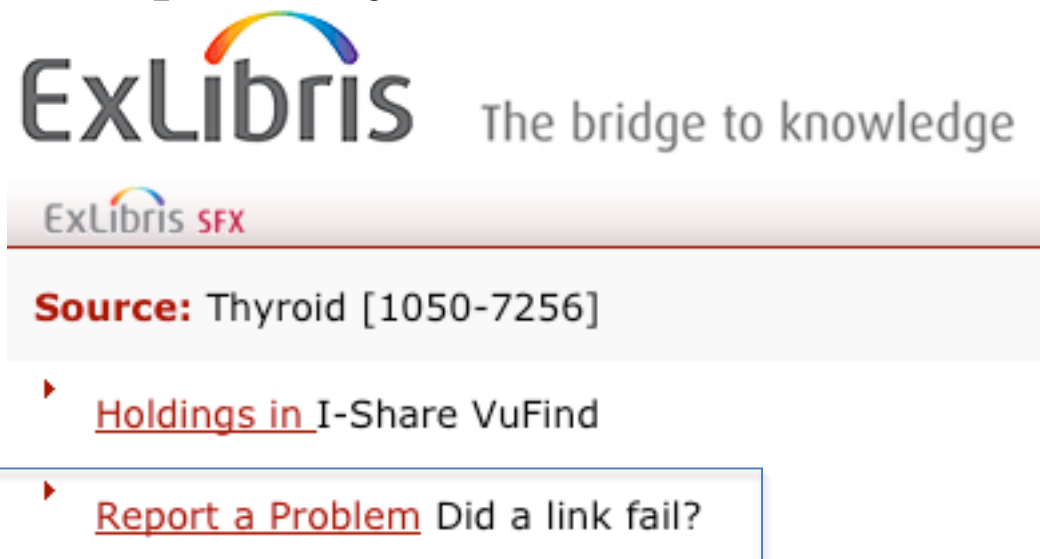 ExLibris The bridge to knowledge
ExLibris SFX
Source: Thyroid [1050-7256]
Holdings in I-Share VuFind
Report a Problem Did a link fail?